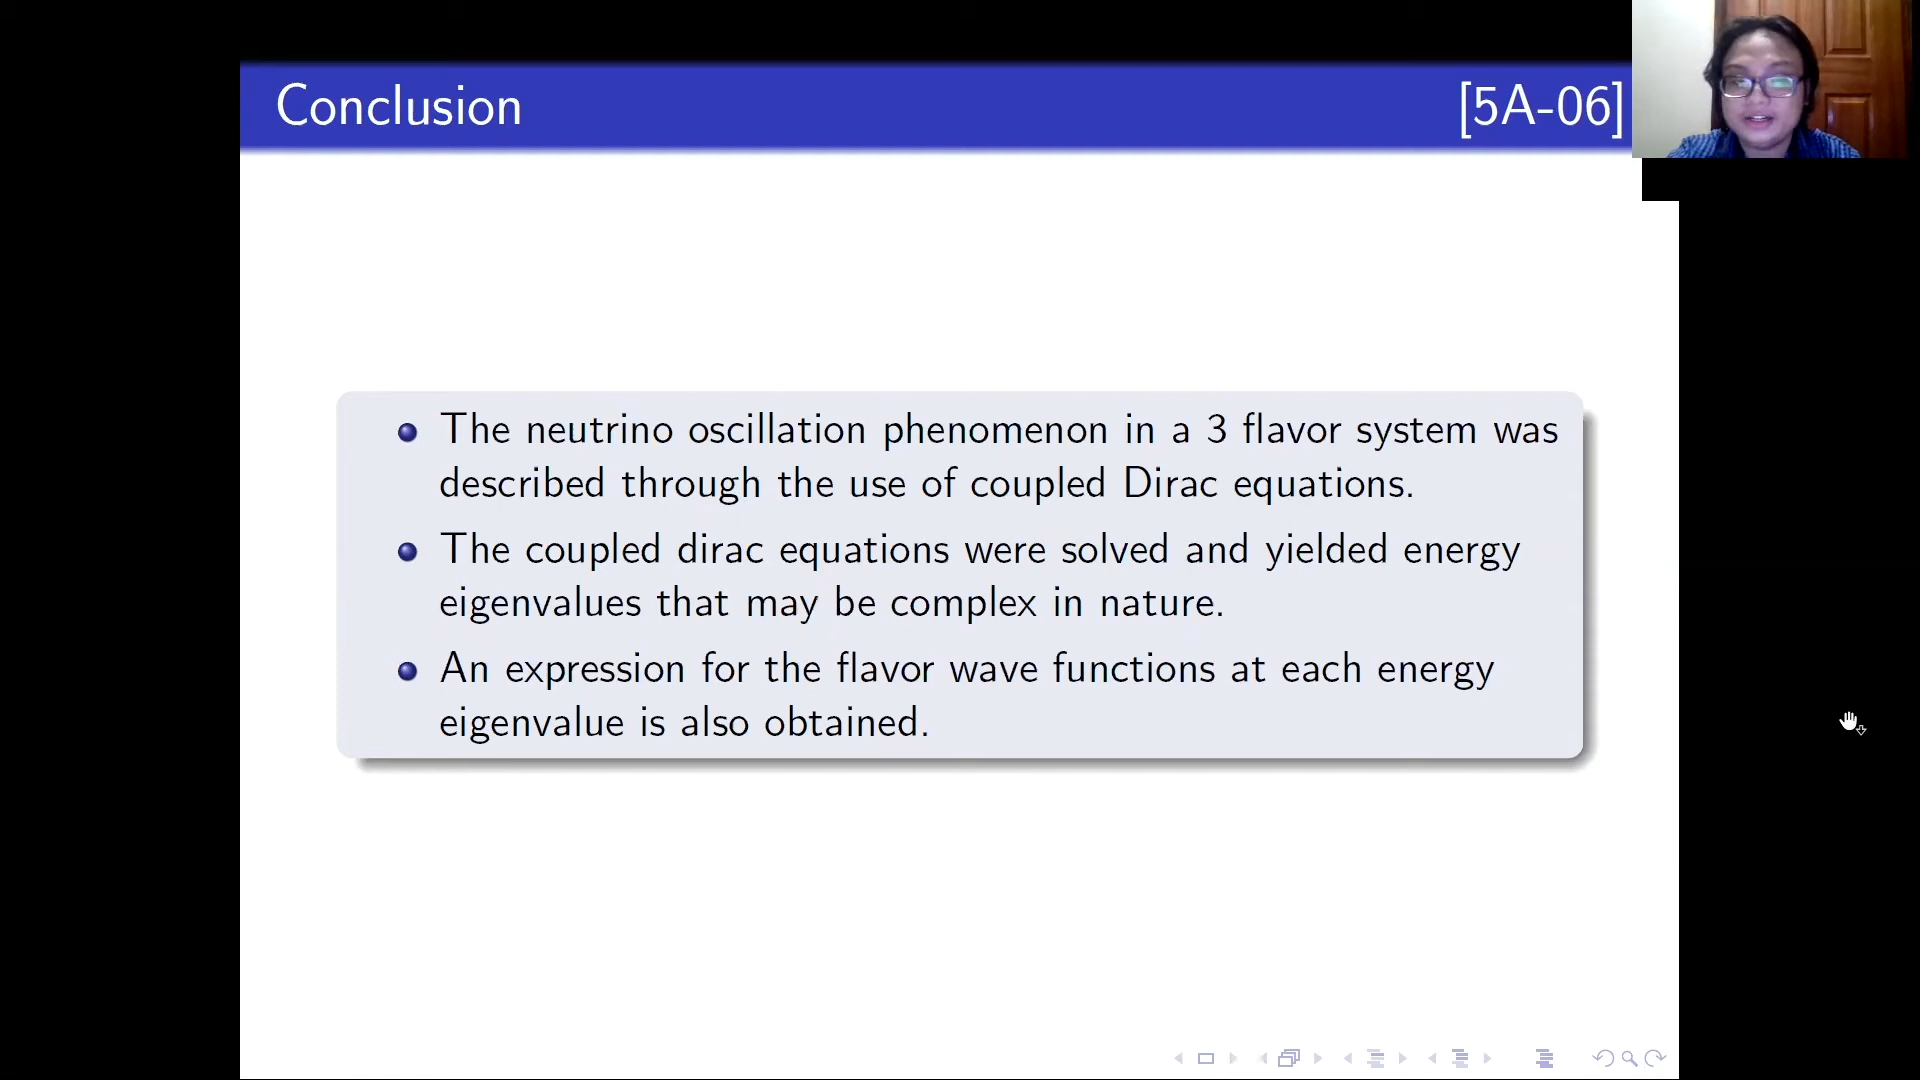 Conclusion [5A-06]
The neutrino oscillation phenomenon in a 3 flavor system was
described through the use of coupled Dirac equations.
The coupled dirac equations were solved and yielded energy
eigenvalues that may be complex in nature.
An expression for the flavor wave functions at each energy
eigenvalue is also obtained.